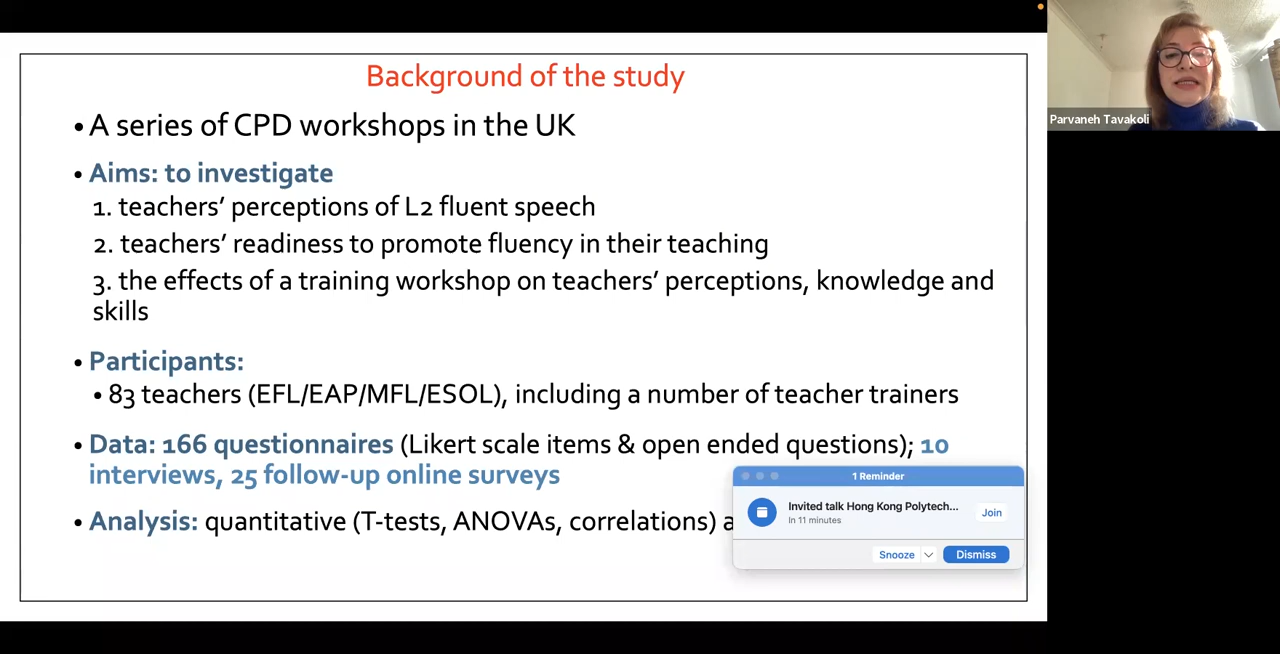 Background of the study
• A series of CPD workshops in the UK
• Aims: to investigate
1. teachers’ perceptions of L2 fluent speech
2. teachers’ readiness to promote fluency in their teaching
3. the effects of a training workshop on teachers’ perceptions, knowledge and
skills
• Participants:
• 83 teachers (EFL/EAP/MFL/ESOL), including a number of teacher trainers
• Data: 166 questionnaires (Likert scale items & open ended questions); 10
interviews, 25 follow-up online surveys
• Analysis: quantitative (T-tests, ANOVAs, correlations)
1 Reminder
Invited talk Hong Kong Polytech...
In 11 minutes
Join
Snooze
Dismiss
Parvaneh Tavakoli